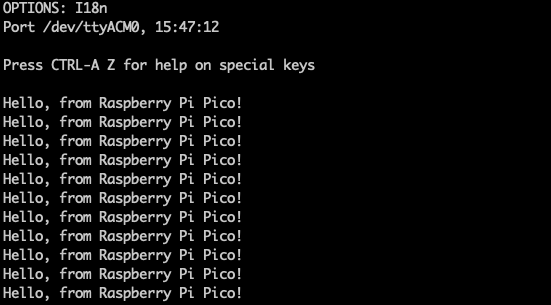 OPTIONS: I18n
Port /dev/ttyACM0, 15:47:12
Press CTRL-A Z for help on special keys
Hello, from Raspberry Pi Pico!
Hello, from Raspberry Pi Pico!
Hello, from Raspberry Pi Pico!
Hello, from Raspberry Pi Pico!
Hello, from Raspberry Pi Pico!
Hello, from Raspberry Pi Pico!
Hello, from Raspberry Pi Pico!
Hello, from Raspberry Pi Pico!
Hello, from Raspberry Pi Pico!
Hello, from Raspberry Pi Pico!
Hello, from Raspberry Pi Pico!